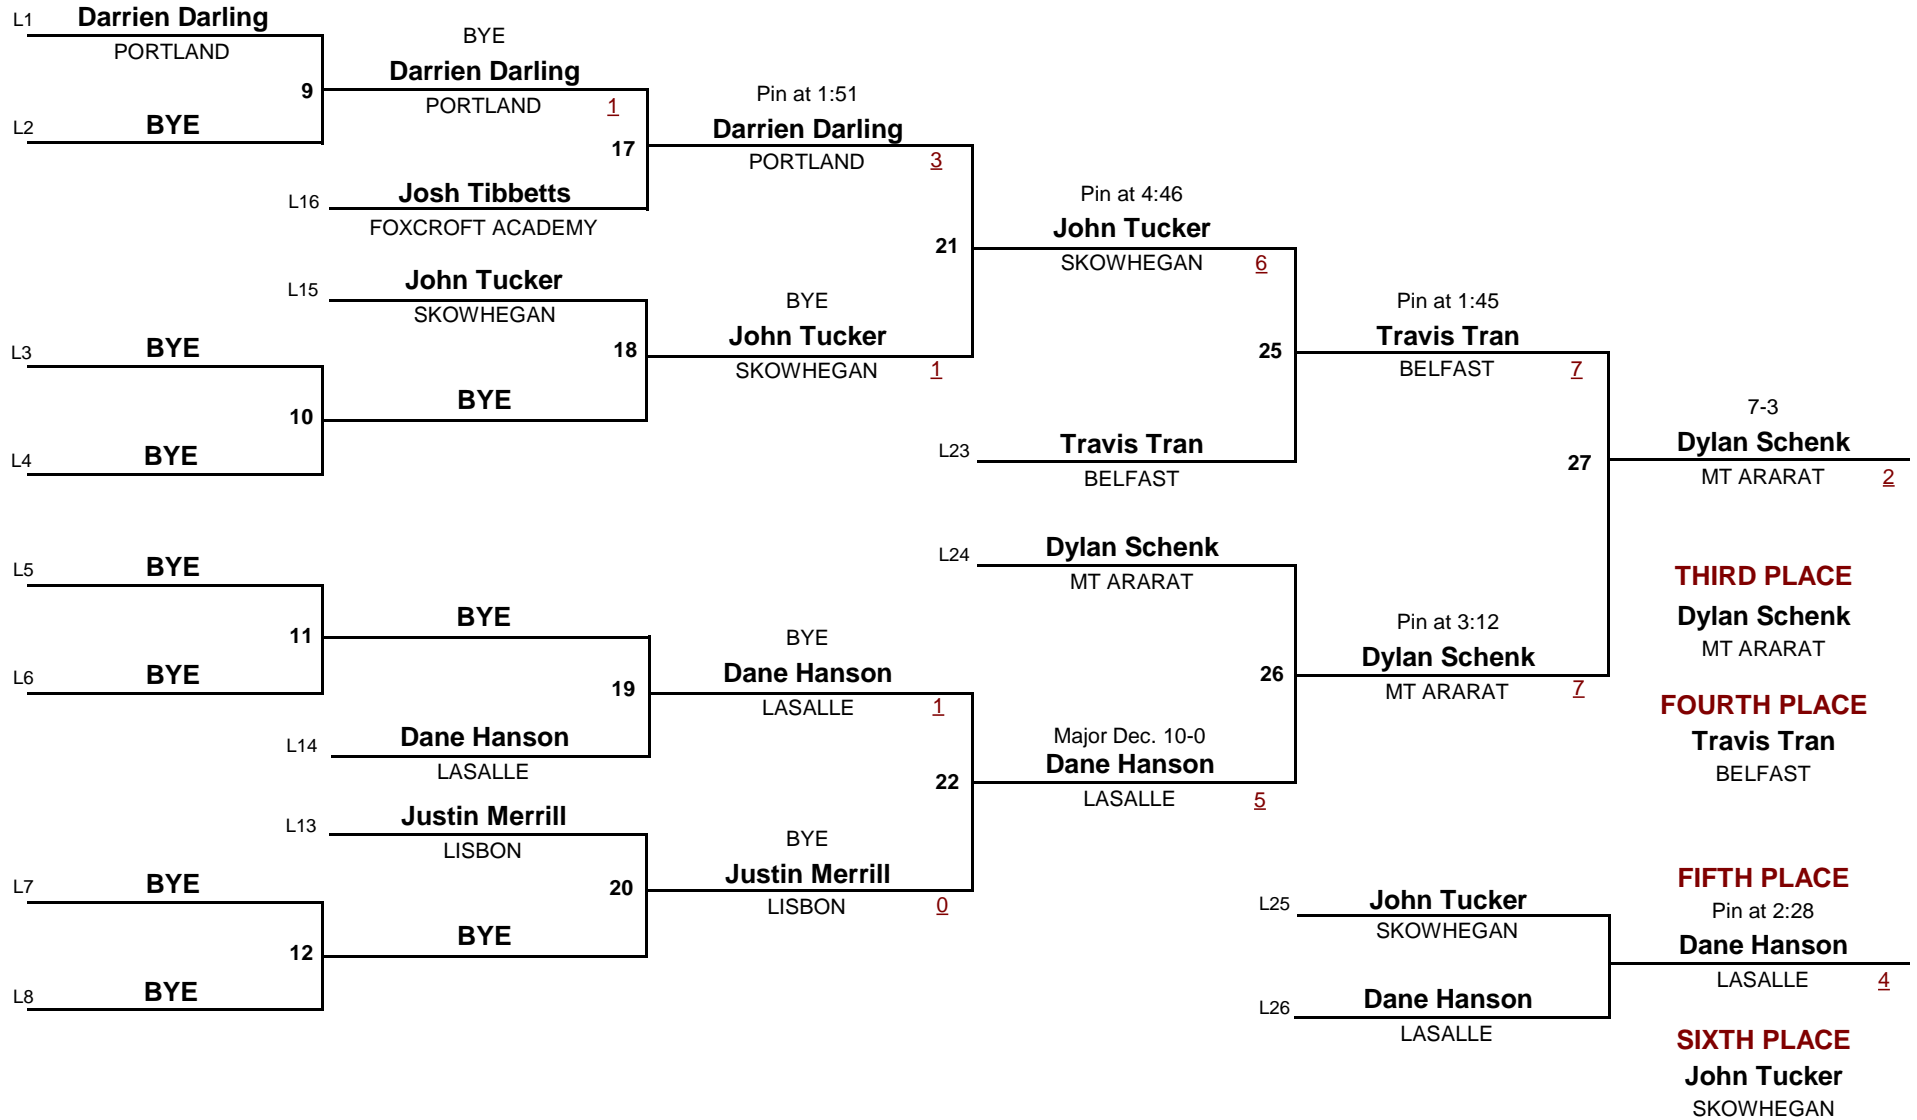 L1 Darrien Darling
PORTLAND
9
L2 BYE
BYE
Darrien Darling
PORTLAND 1
17
L16 Josh Tibbetts
FOXCROFT ACADEMY
L15 John Tucker
SKOWHEGAN
18
L3 BYE
10
BYE
L4 BYE
L5 BYE
11
BYE
L6 BYE
19
L14 Dane Hanson
LASALLE
L13 Justin Merrill
LISBON
20
L7 BYE
12
BYE
L8 BYE
Pin at 1:51
Darrien Darling
PORTLAND 3
21
BYE
John Tucker
SKOWHEGAN 1
BYE
Dane Hanson
LASALLE 1
22
BYE
Justin Merrill
LISBON 0
Pin at 4:46
John Tucker
SKOWHEGAN 6
25
L23 Travis Tran
BELFAST
L24 Dylan Schenk
MT ARARAT
26
Major Dec. 10-0
Dane Hanson
LASALLE 5
Pin at 1:45
Travis Tran
BELFAST 7
27
Pin at 3:12
Dylan Schenk
MT ARARAT 7
7-3
Dylan Schenk
MT ARARAT 2
THIRD PLACE
Dylan Schenk
MT ARARAT
FOURTH PLACE
Travis Tran
BELFAST
L25 John Tucker
SKOWHEGAN
L26 Dane Hanson
LASALLE
FIFTH PLACE
Pin at 2:28
Dane Hanson
LASALLE 4
SIXTH PLACE
John Tucker
SKOWHEGAN